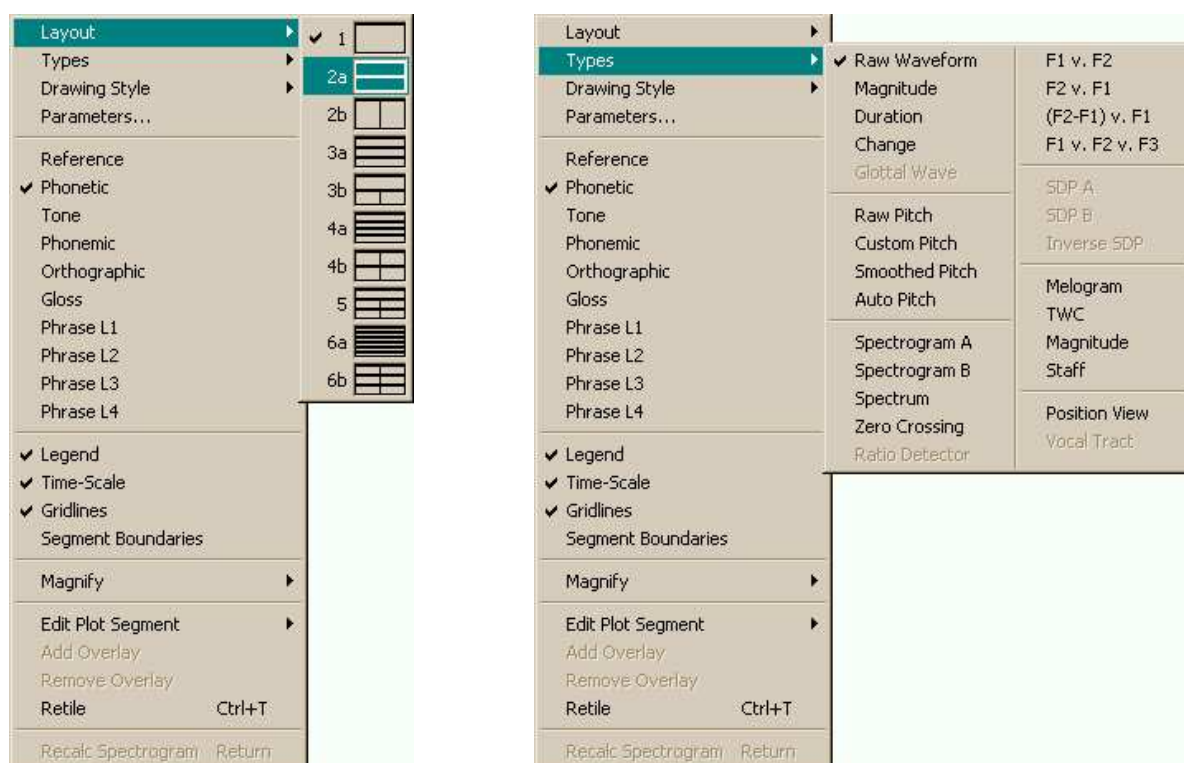 Layout
Types
Drawing Style
Parameters...
Reference
Phonetic
Tone
Phonemic
Orthographic
Gloss
Phrase L1
Phrase L2
Phrase L3
Phrase L4
Legend
Time-Scale
Gridlines
Segment Boundaries
Magnify
Edit Plot Segment
Add Overlay
Remove Overlay
Retile Ctrl+T
Recalc Spectrogram Return
1
2a
2b
3a
3b
4a
4b
5
6a
6b
Layout
Types
Drawing Style
Parameters...
Reference
Phonetic
Tone
Phonemic
Orthographic
Gloss
Phrase L1
Phrase L2
Phrase L3
Phrase L4
Legend
Time-Scale
Gridlines
Segment Boundaries
Magnify
Edit Plot Segment
Add Overlay
Remove Overlay
Retile Ctrl+T
Recalc Spectrogram Return
Raw Waveform
Magnitude
Duration
Change
Glottal Wave
Raw Pitch
Custom Pitch
Smoothed Pitch
Auto Pitch
Spectrogram A
Spectrogram B
Spectrum
Zero Crossing
Ratio Detector
F1 v. F2
F2 v. F1
(F2-F1) v. F1
F1 v. F2 v. F3
SDP A
SDP B
Inverse SDP
Melogram
TWC
Magnitude
Staff
Position View
Vocal Tract